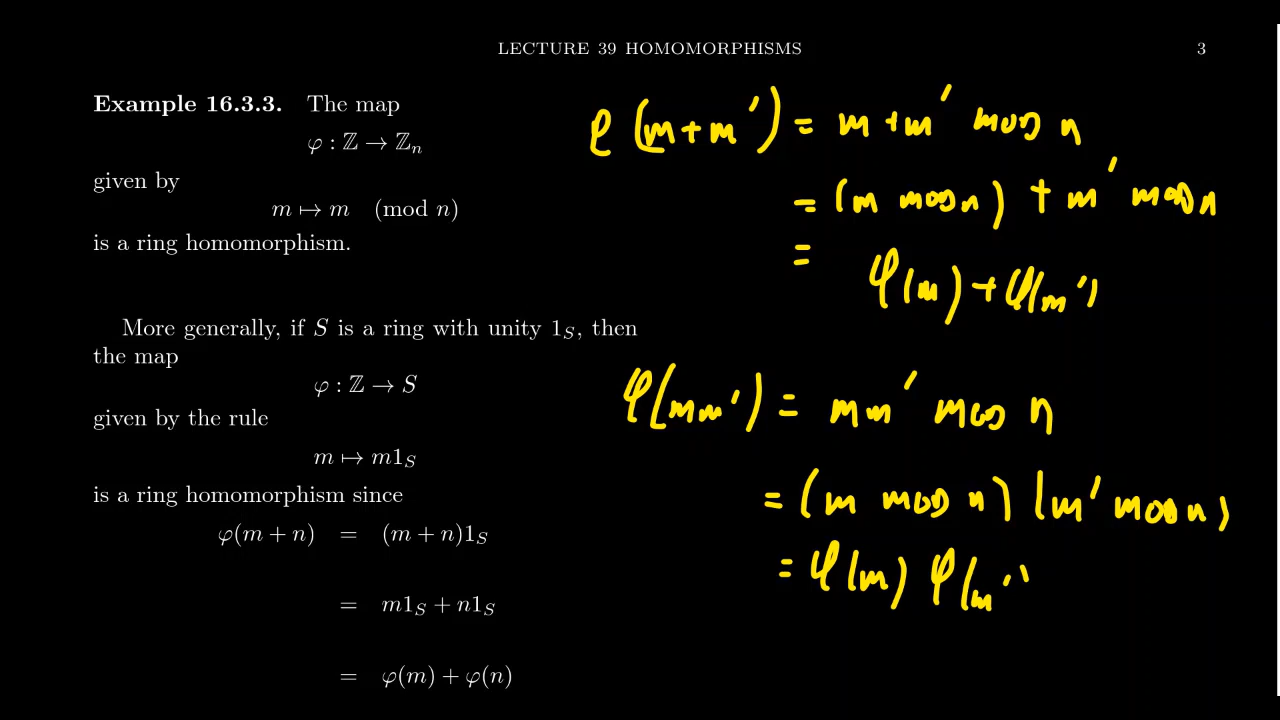 LECTURE 39 HOMOMORPHISMS 3
Example 16.3.3. The map
φ : ℤ → ℤₙ
given by
m ↦ m (mod n)
is a ring homomorphism.
More generally, if S is a ring with unity 1_S, then
the map
φ : ℤ → S
given by the rule
m ↦ m1_S
is a ring homomorphism since
φ(m + n) = (m + n)1_S
= m1_S + n1_S
= φ(m) + φ(n)
φ(m+m') = m+m' mod n
= (m mod n) + m' mod n
= φ(m)+φ(m')
φ(mm') = mm' mod n
= (m mod n) (m' mod n)
= φ(m) φ(m''